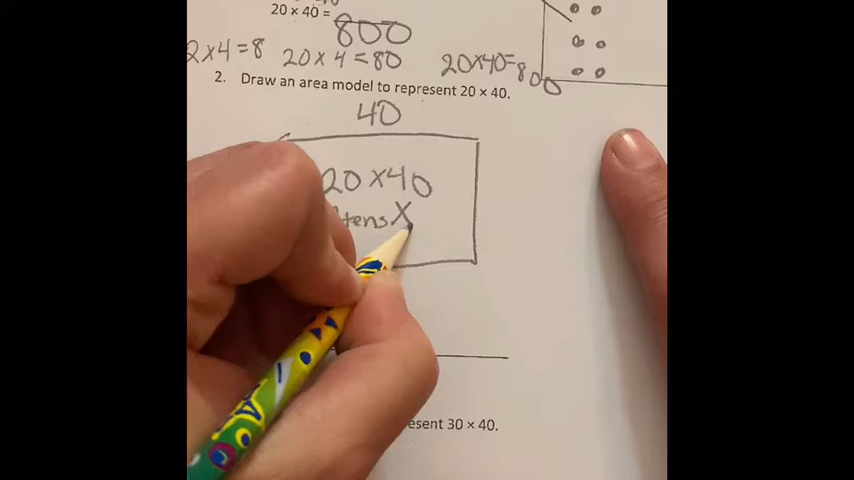 20 × 40 = 800
2 x 4 = 8 20 x 4 = 80 20 x 40 = 800
2. Draw an area model to represent 20 × 40.
40
20 x 40
tens X
esent 30 × 40.